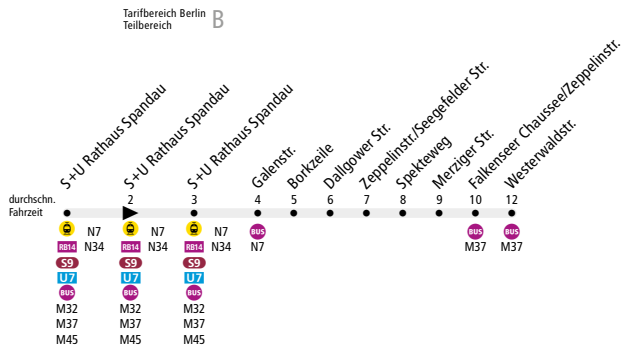 Tarifbereich Berlin
Teilbereich
B
S+U Rathaus Spandau
S+U Rathaus Spandau
S+U Rathaus Spandau
Galenstr.
Borkzeile
Dallgower Str.
Zeppelinstr./Seegefelder Str.
Spekteweg
Merziger Str.
Falkenseer Chaussee/Zeppelinstr.
Westerwaldstr.
durchschn. 2 3 4 5 6 7 8 9 10 12
Fahrzeit
N7 N7 N7 BUS BUS BUS
RB14 N34 RB14 N34 RB14 N34 N7 M37 M37
S9 S9 S9
U7 U7 U7
BUS BUS BUS
M32 M32 M32
M37 M37 M37
M45 M45 M45